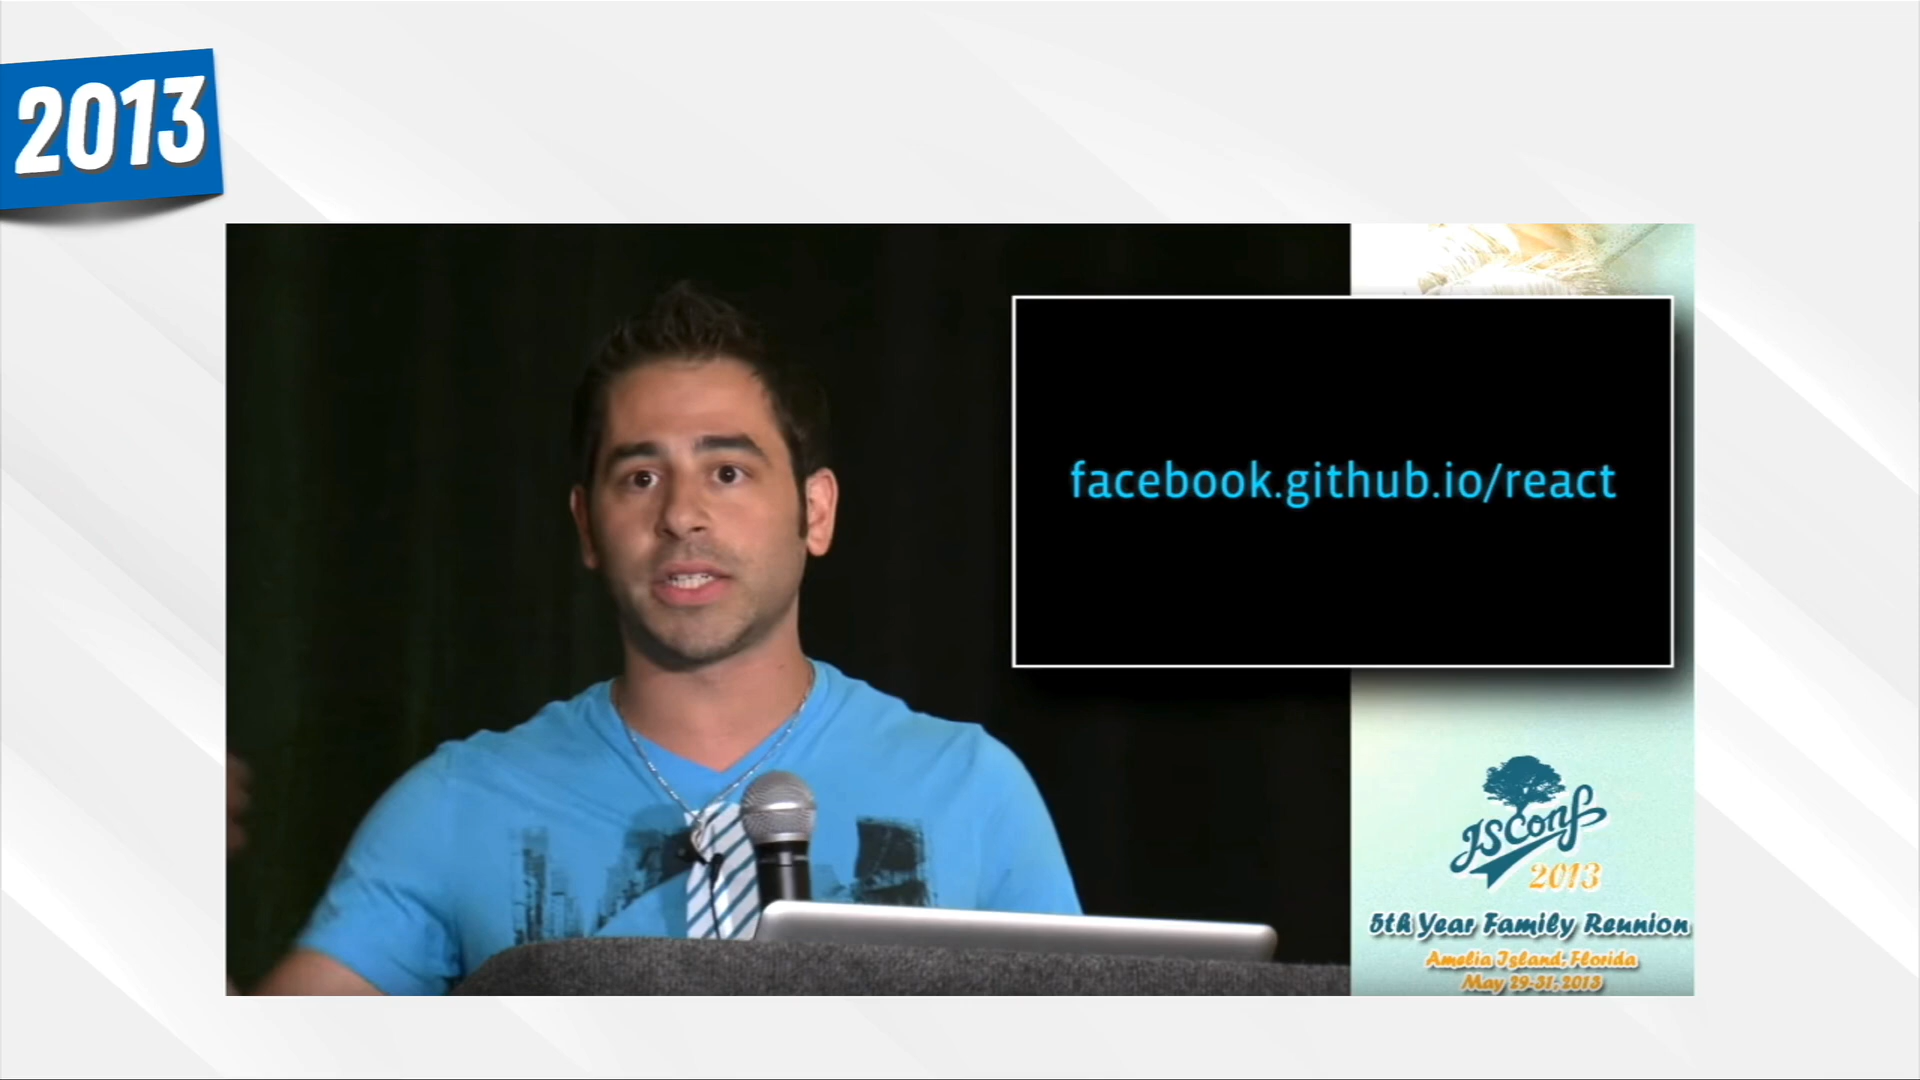 2013
facebook.github.io/react
JSConf
2013
5th Year Family Reunion
Amelia Island, Florida
May 29-31, 2013